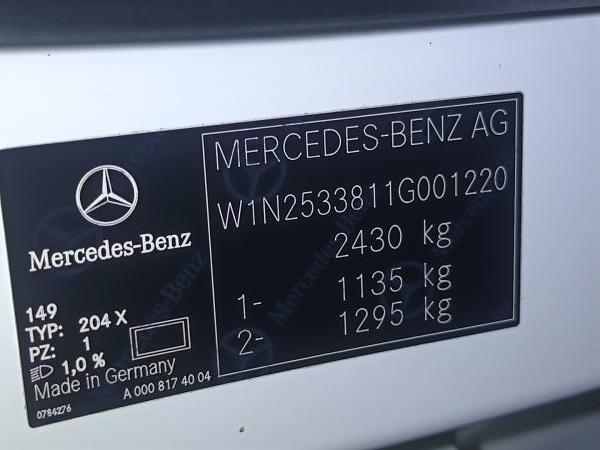 Mercedes-Benz
149
TYP: 204 X
PZ: 1
1,0 %
Made in Germany
0784276
A 000 817 40 04
MERCEDES-BENZ AG
W1N2533811G001220
2430 kg
1- 1135 kg
2- 1295 kg